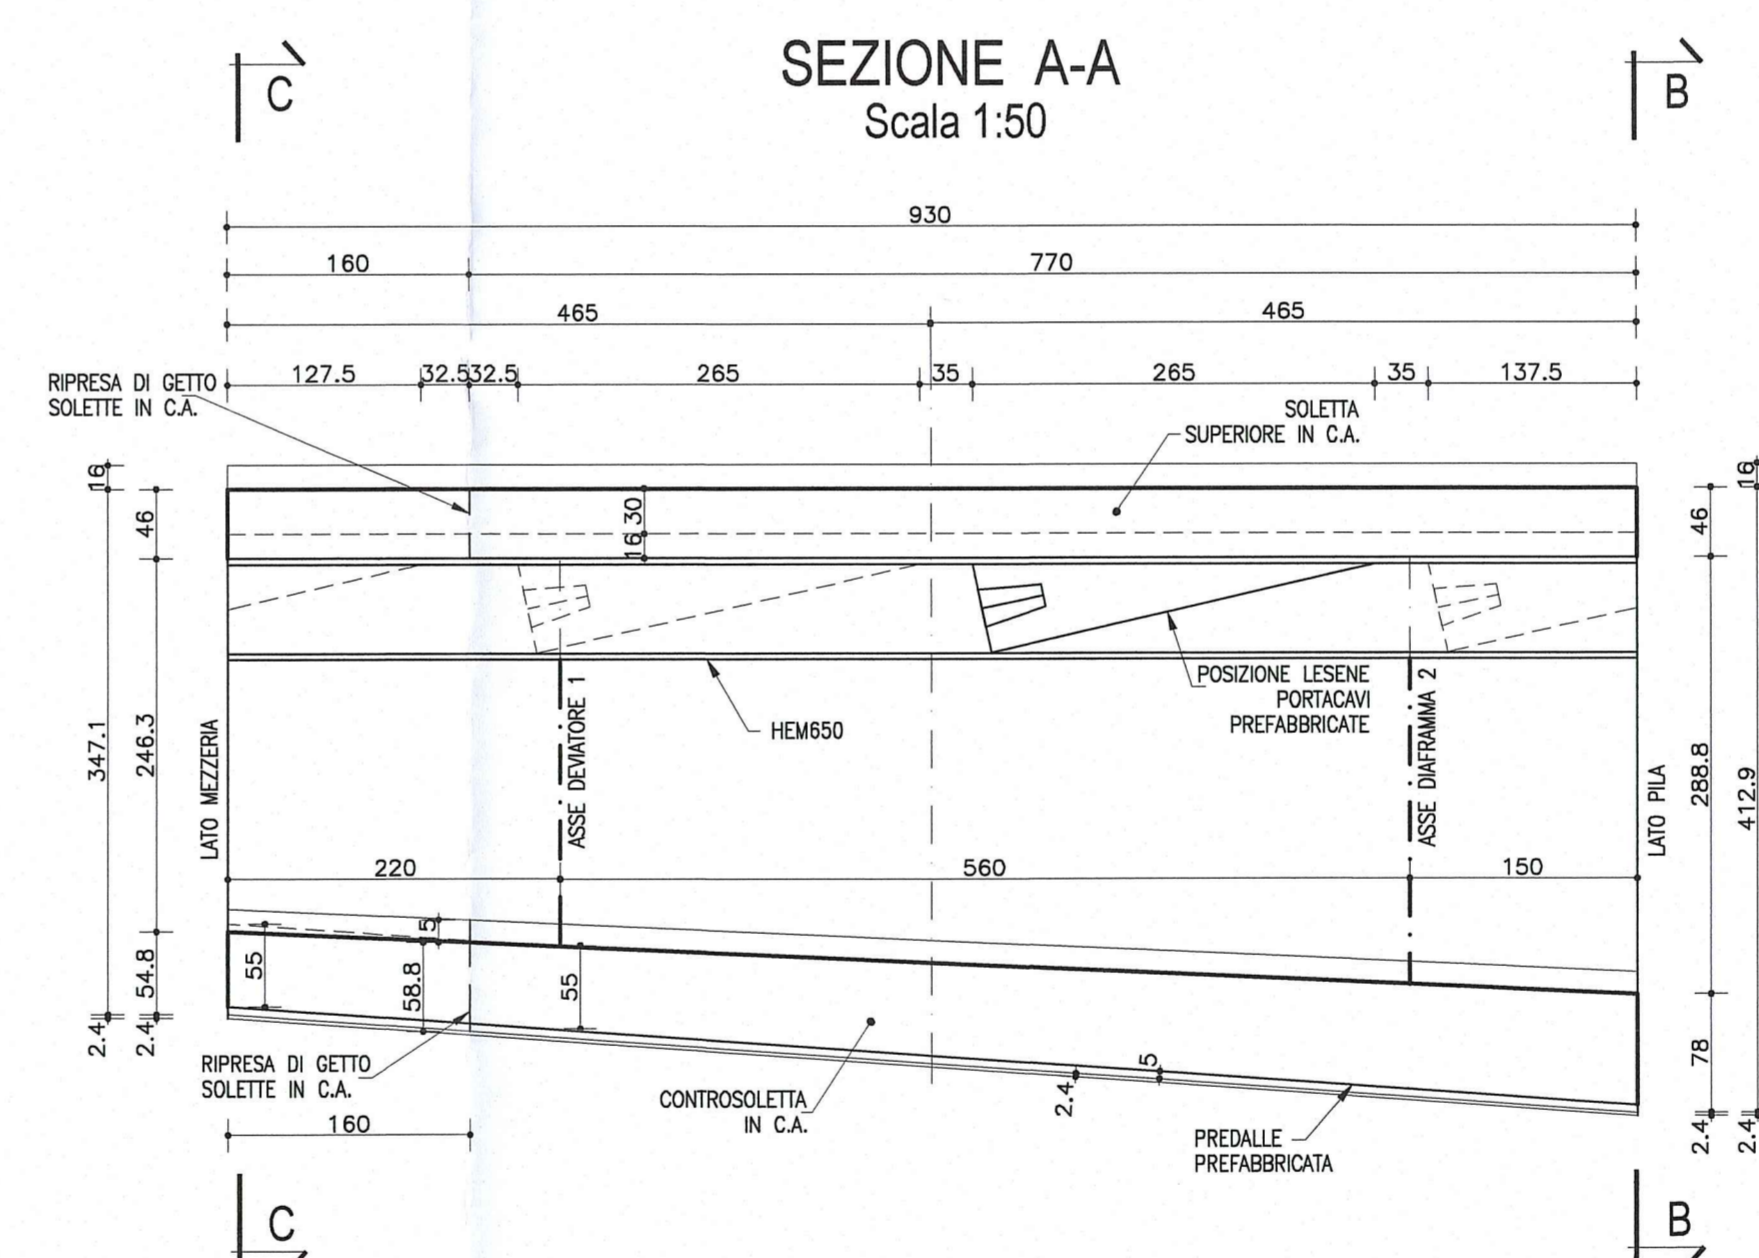 SEZIONE A-A
Scala 1:50
C
B
930
160
770
465
465
127.5
32.5
32.5
265
35
265
35
137.5
RIPRESA DI GETTO
SOLETTE IN C.A.
SOLETTA
SUPERIORE IN C.A.
16
46
30
16
16
46
347.1
246.3
54.8
2.4
2.4
LATO MEZZERIA
ASSE DEVIATORE 1
HEM650
POSIZIONE LESENE
PORTACAVI
PREFABBRICATE
ASSE DIAFRAMMA 2
LATO PILA
288.8
412.9
78
2.4
2.4
220
560
150
5
55
58.8
55
5
2.4
RIPRESA DI GETTO
SOLETTE IN C.A.
160
CONTROSOLETTA
IN C.A.
PREDALLE
PREFABBRICATA
C
B